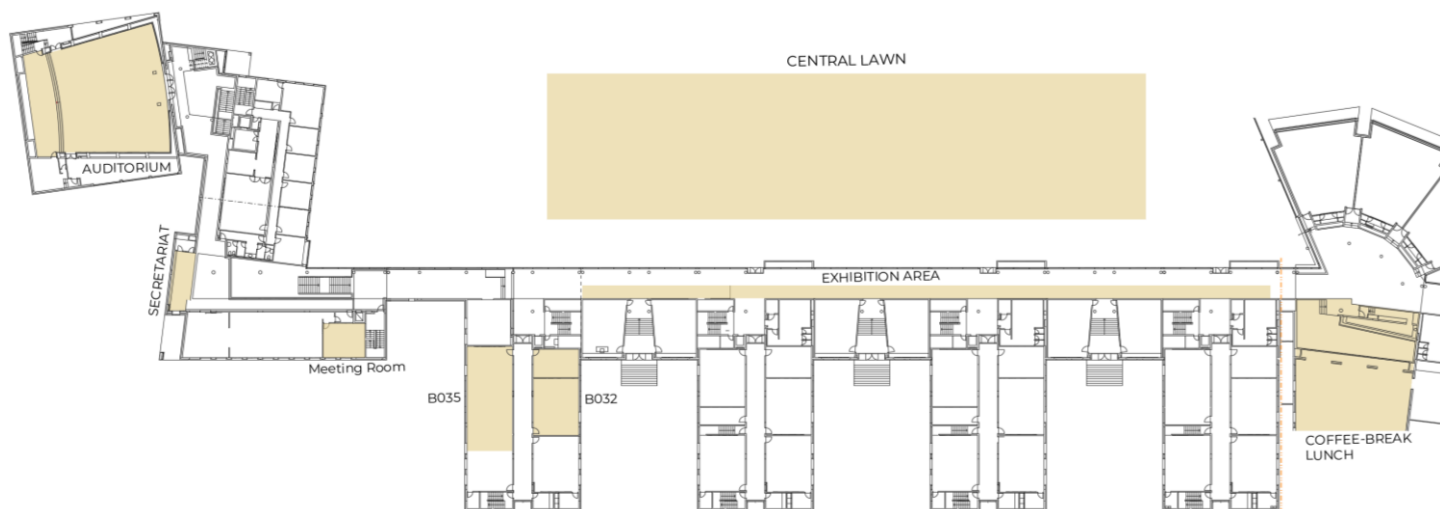 CENTRAL LAWN
AUDITORIUM
SECRETARIAT
EXHIBITION AREA
Meeting Room
B035
B032
COFFEE-BREAK
LUNCH